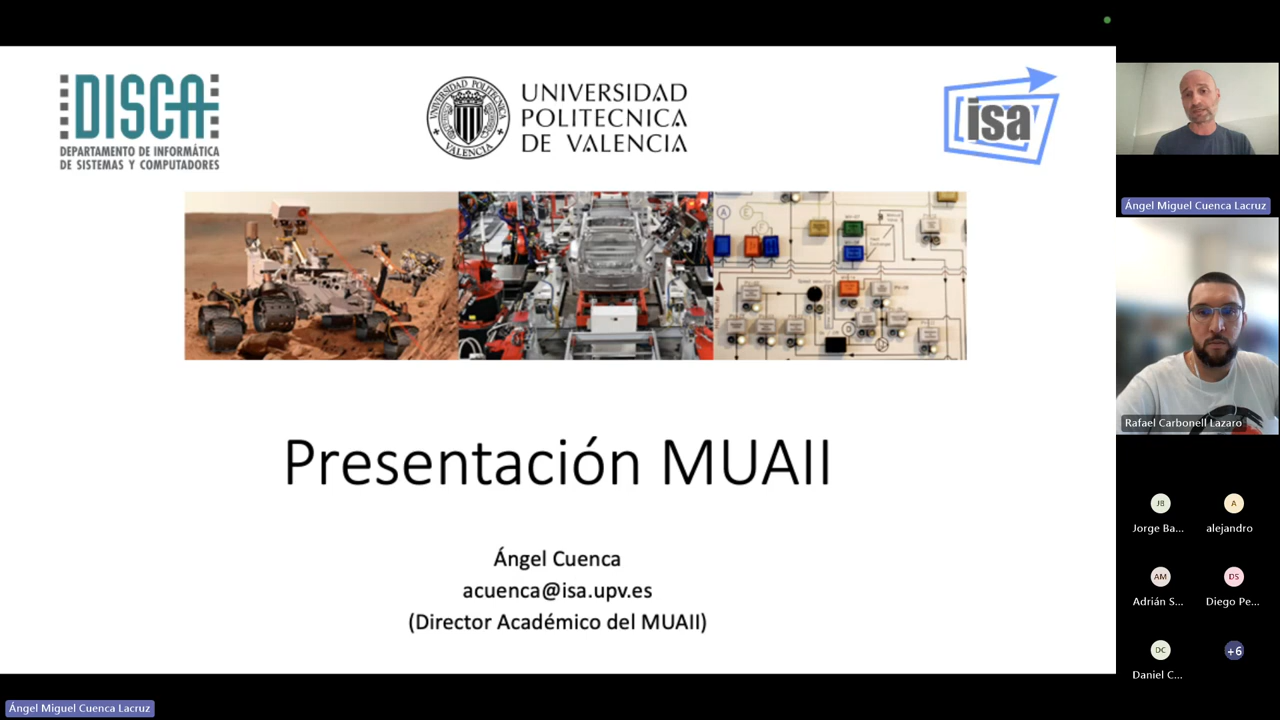 DISCA
DEPARTAMENTO DE INFORMÁTICA
DE SISTEMAS Y COMPUTADORES
UNIVERSIDAD
POLITECNICA
DE VALENCIA
isa
Presentación MUAII
Ángel Cuenca
acuenca@isa.upv.es
(Director Académico del MUAII)
Ángel Miguel Cuenca Lacruz
Ángel Miguel Cuenca Lacruz
Rafael Carbonell Lazaro
JB
A
Jorge Ba...
alejandro
AM
DS
Adrián S...
Diego Pe...
DC
+6
Daniel C...